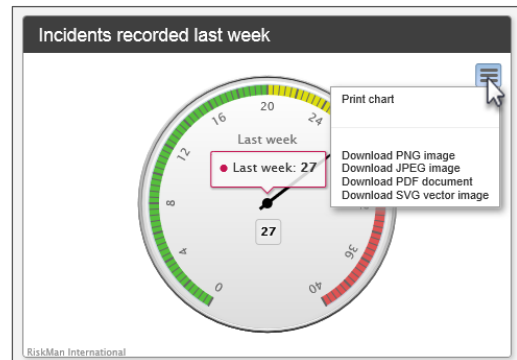 Incidents recorded last week
Print chart
Download PNG image
Download JPEG image
Download PDF document
Download SVG vector image
Last week
Last week: 27
27
0
4
8
12
16
20
24
36
40
RiskMan International